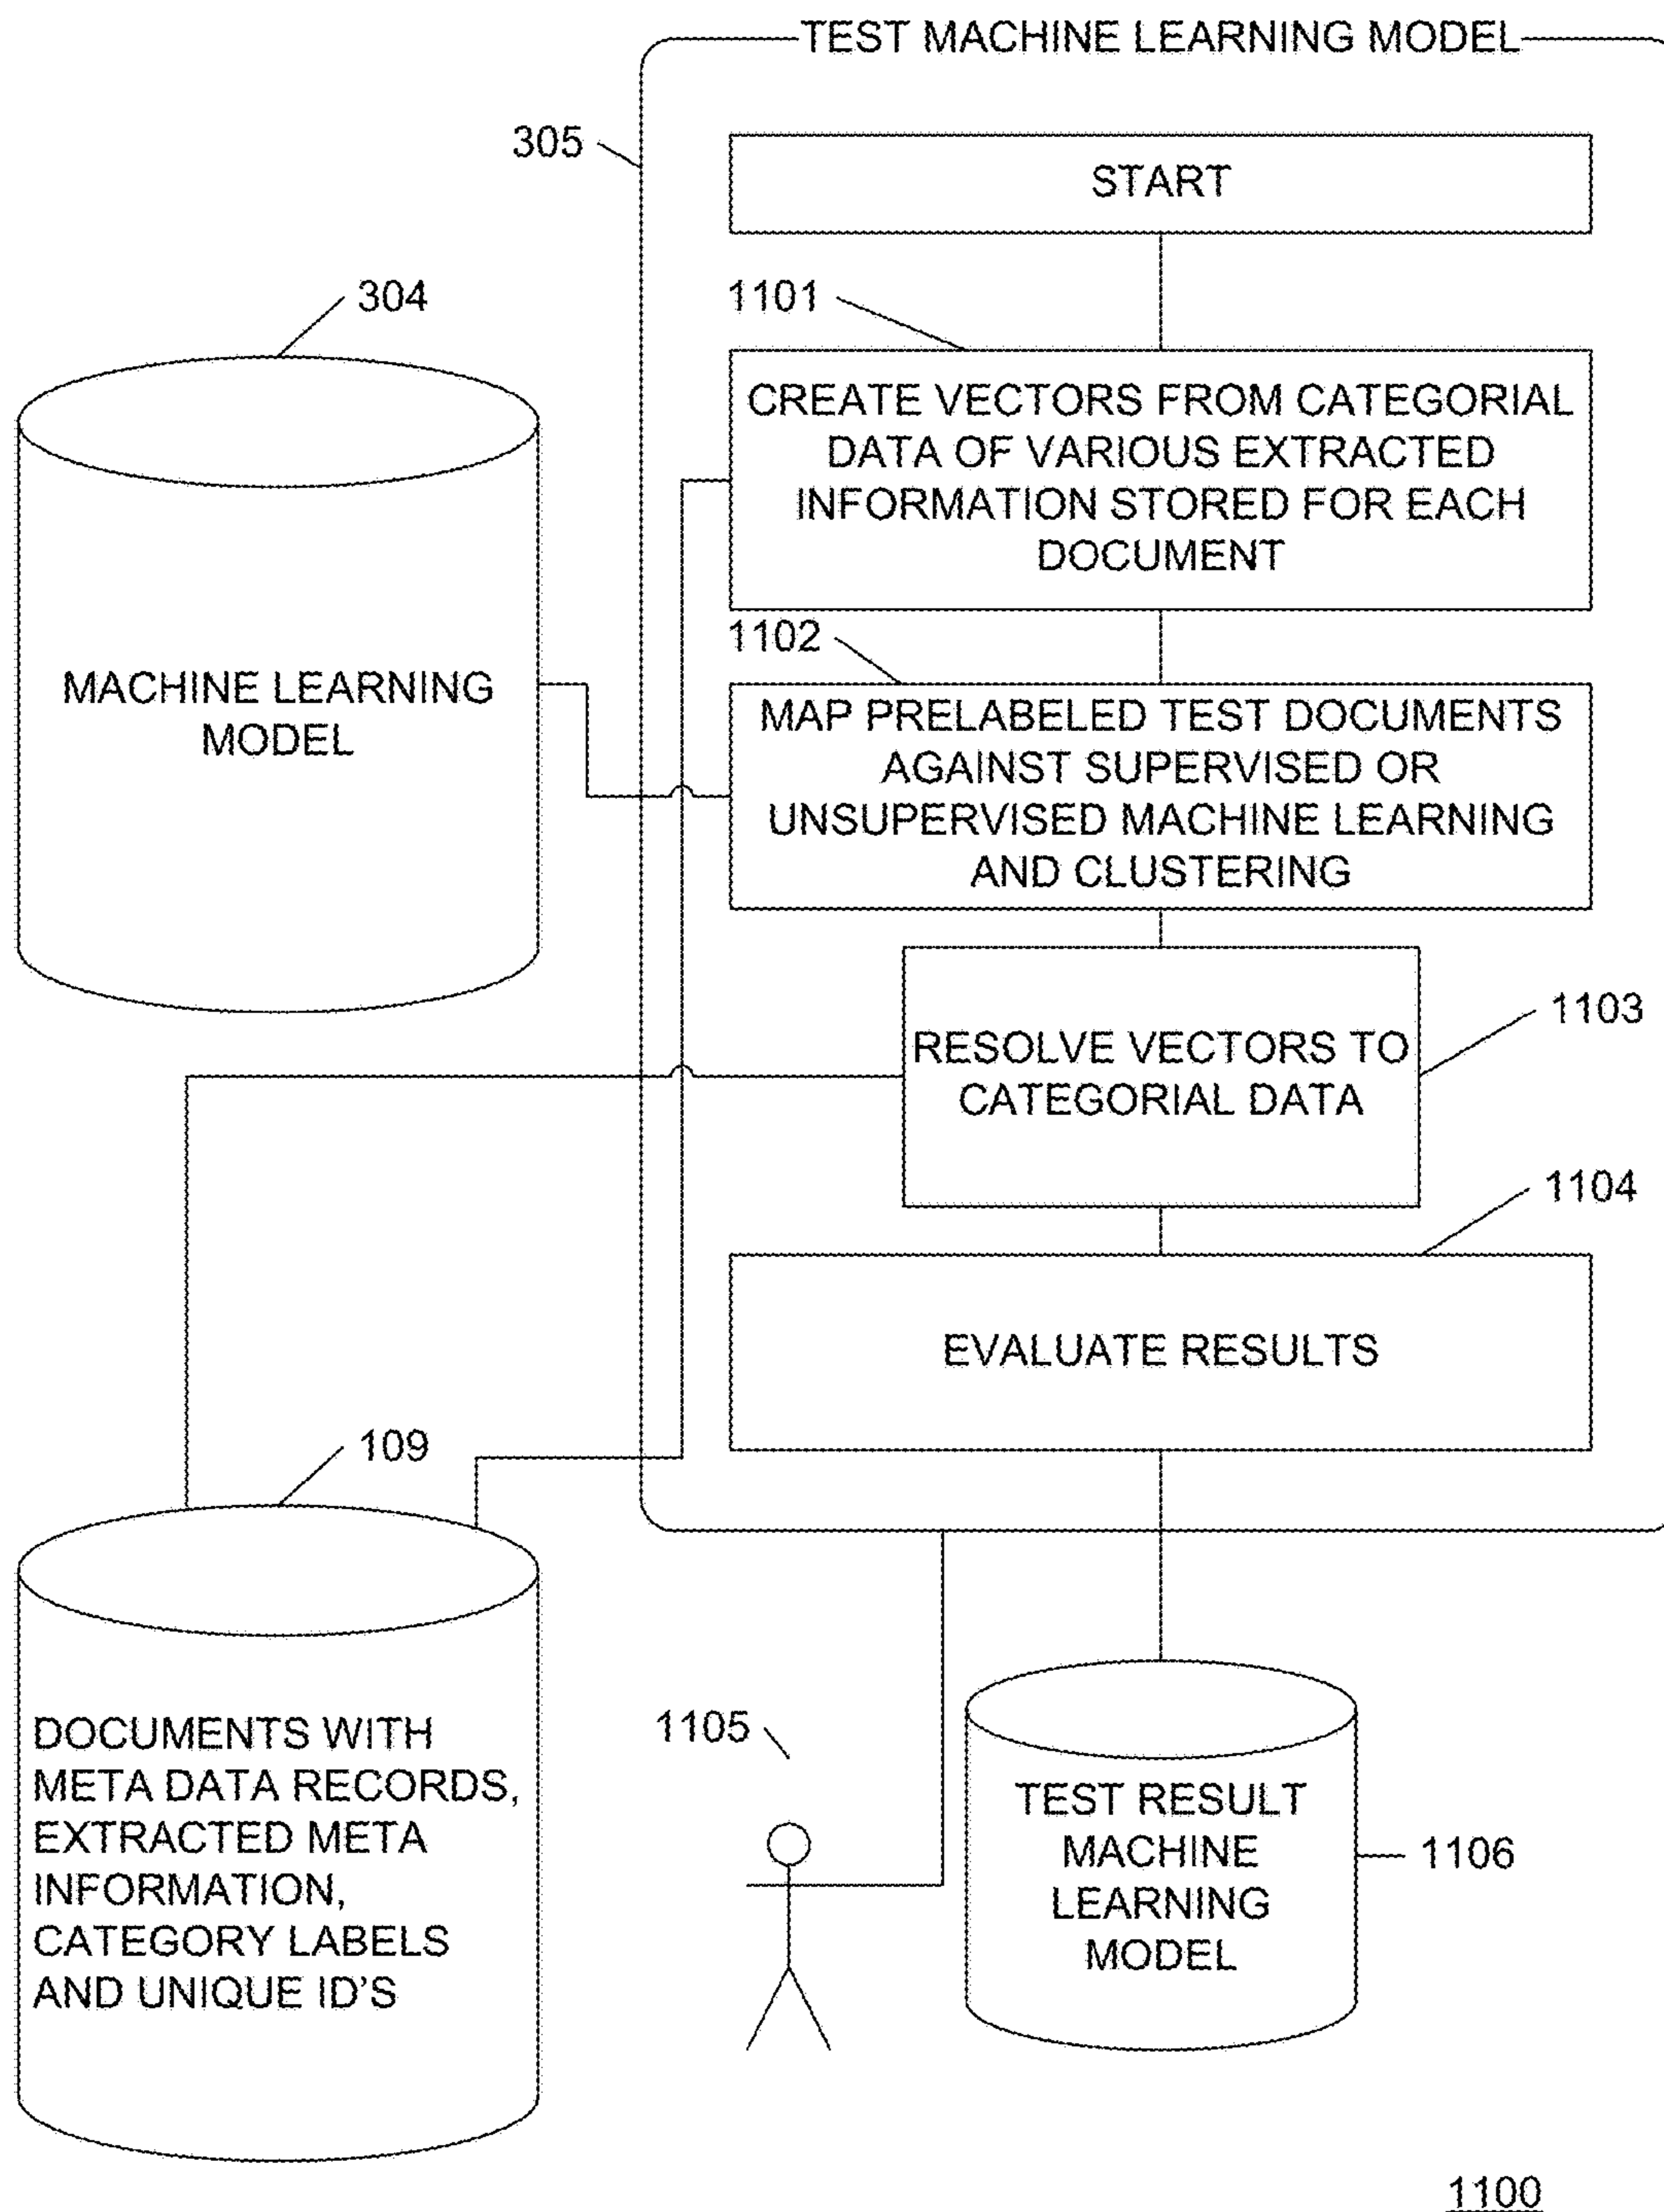 TEST MACHINE LEARNING MODEL
305
START
304
1101
CREATE VECTORS FROM CATEGORIAL
DATA OF VARIOUS EXTRACTED
INFORMATION STORED FOR EACH
DOCUMENT
1102
MACHINE LEARNING
MODEL
MAP PRELABELED TEST DOCUMENTS
AGAINST SUPERVISED OR
UNSUPERVISED MACHINE LEARNING
AND CLUSTERING
1103
RESOLVE VECTORS TO
CATEGORIAL DATA
1104
EVALUATE RESULTS
109
DOCUMENTS WITH
META DATA RECORDS,
EXTRACTED META
INFORMATION,
CATEGORY LABELS
AND UNIQUE ID'S
1105
TEST RESULT
MACHINE
LEARNING
MODEL
1106
1100